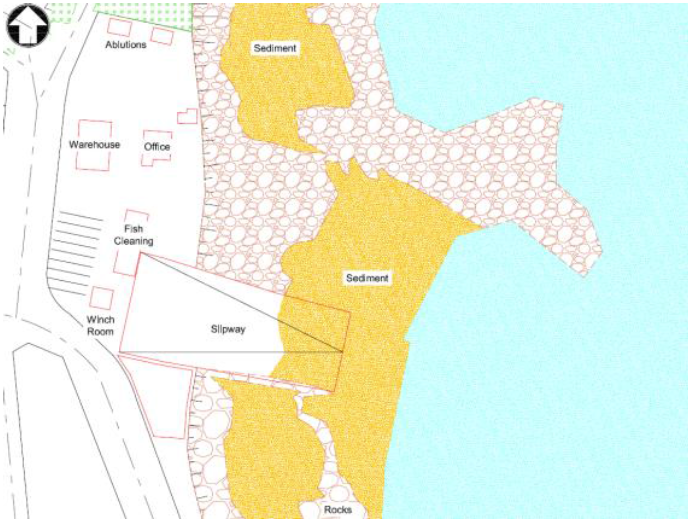 Ablutions
Sediment
Warehouse
Office
Fish
Cleaning
Sediment
Winch
Room
Slipway
Rocks